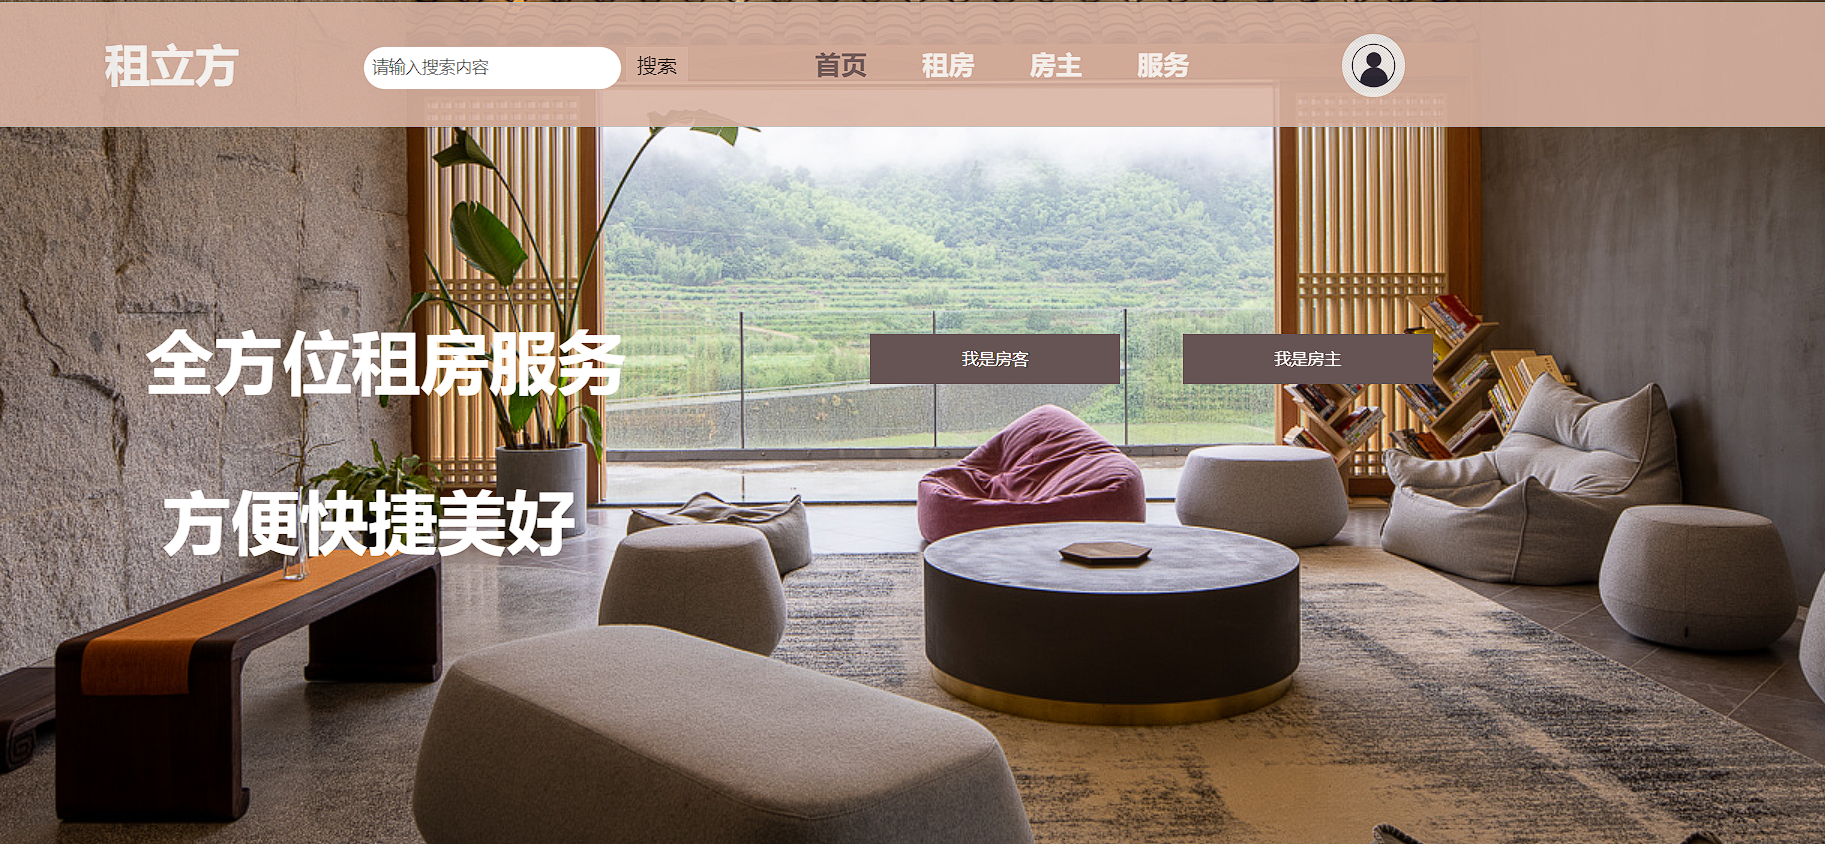 租立方
请输入搜索内容
搜索
首页
租房
房主
服务
全方位租房服务
方便快捷美好
我是房客
我是房主